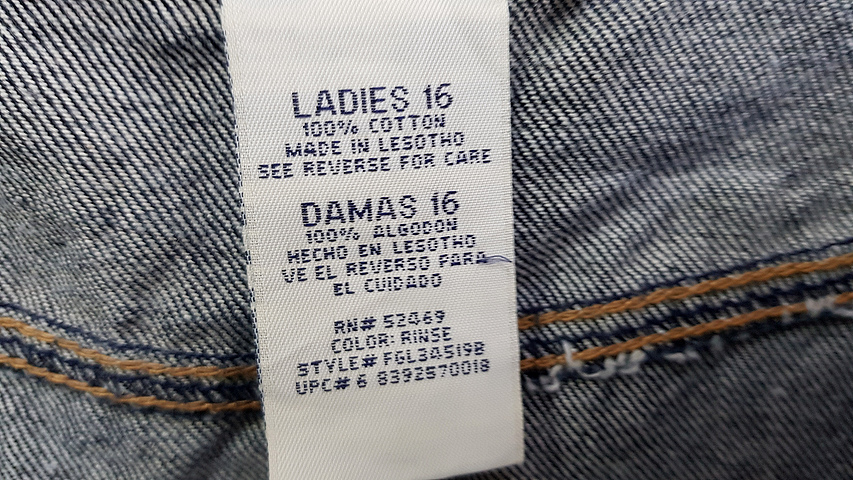 LADIES 16
100% COTTON
MADE IN LESOTHO
SEE REVERSE FOR CARE
DAMAS 16
100% ALGODON
HECHO EN LESOTHO
VE EL REVERSO PARA
EL CUIDADO
RN# 52469
COLOR: RINSE
STYLE# FGL3A519B
UPC# 6 8392570018